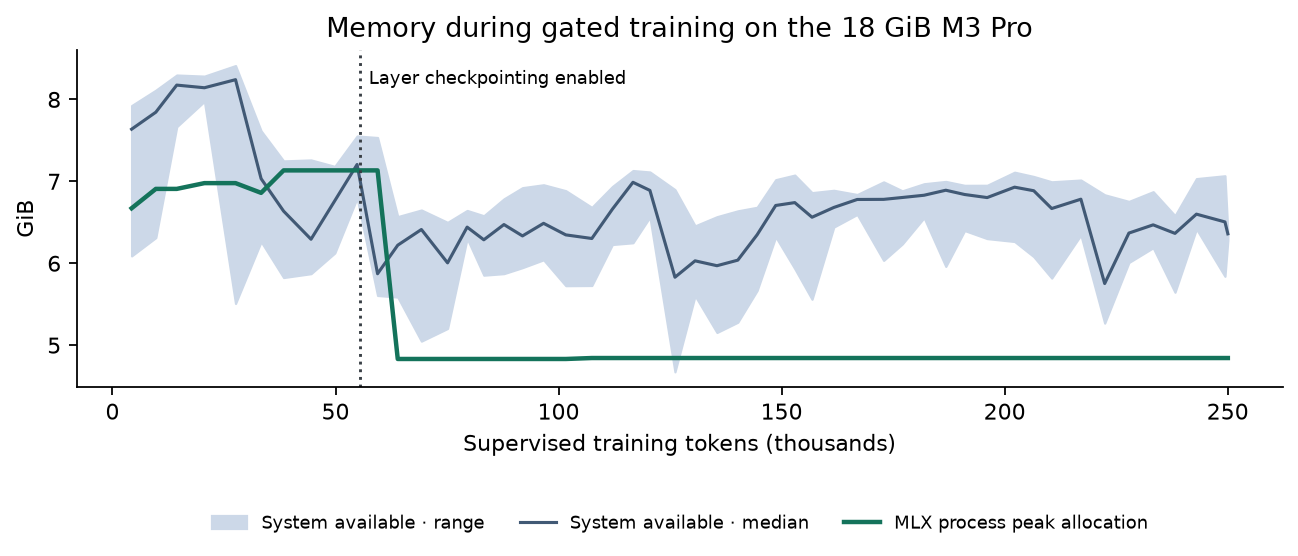 Memory during gated training on the 18 GiB M3 Pro
Layer checkpointing enabled
8
7
6
5
GiB
0 50 100 150 200 250
Supervised training tokens (thousands)
System available · range System available · median MLX process peak allocation